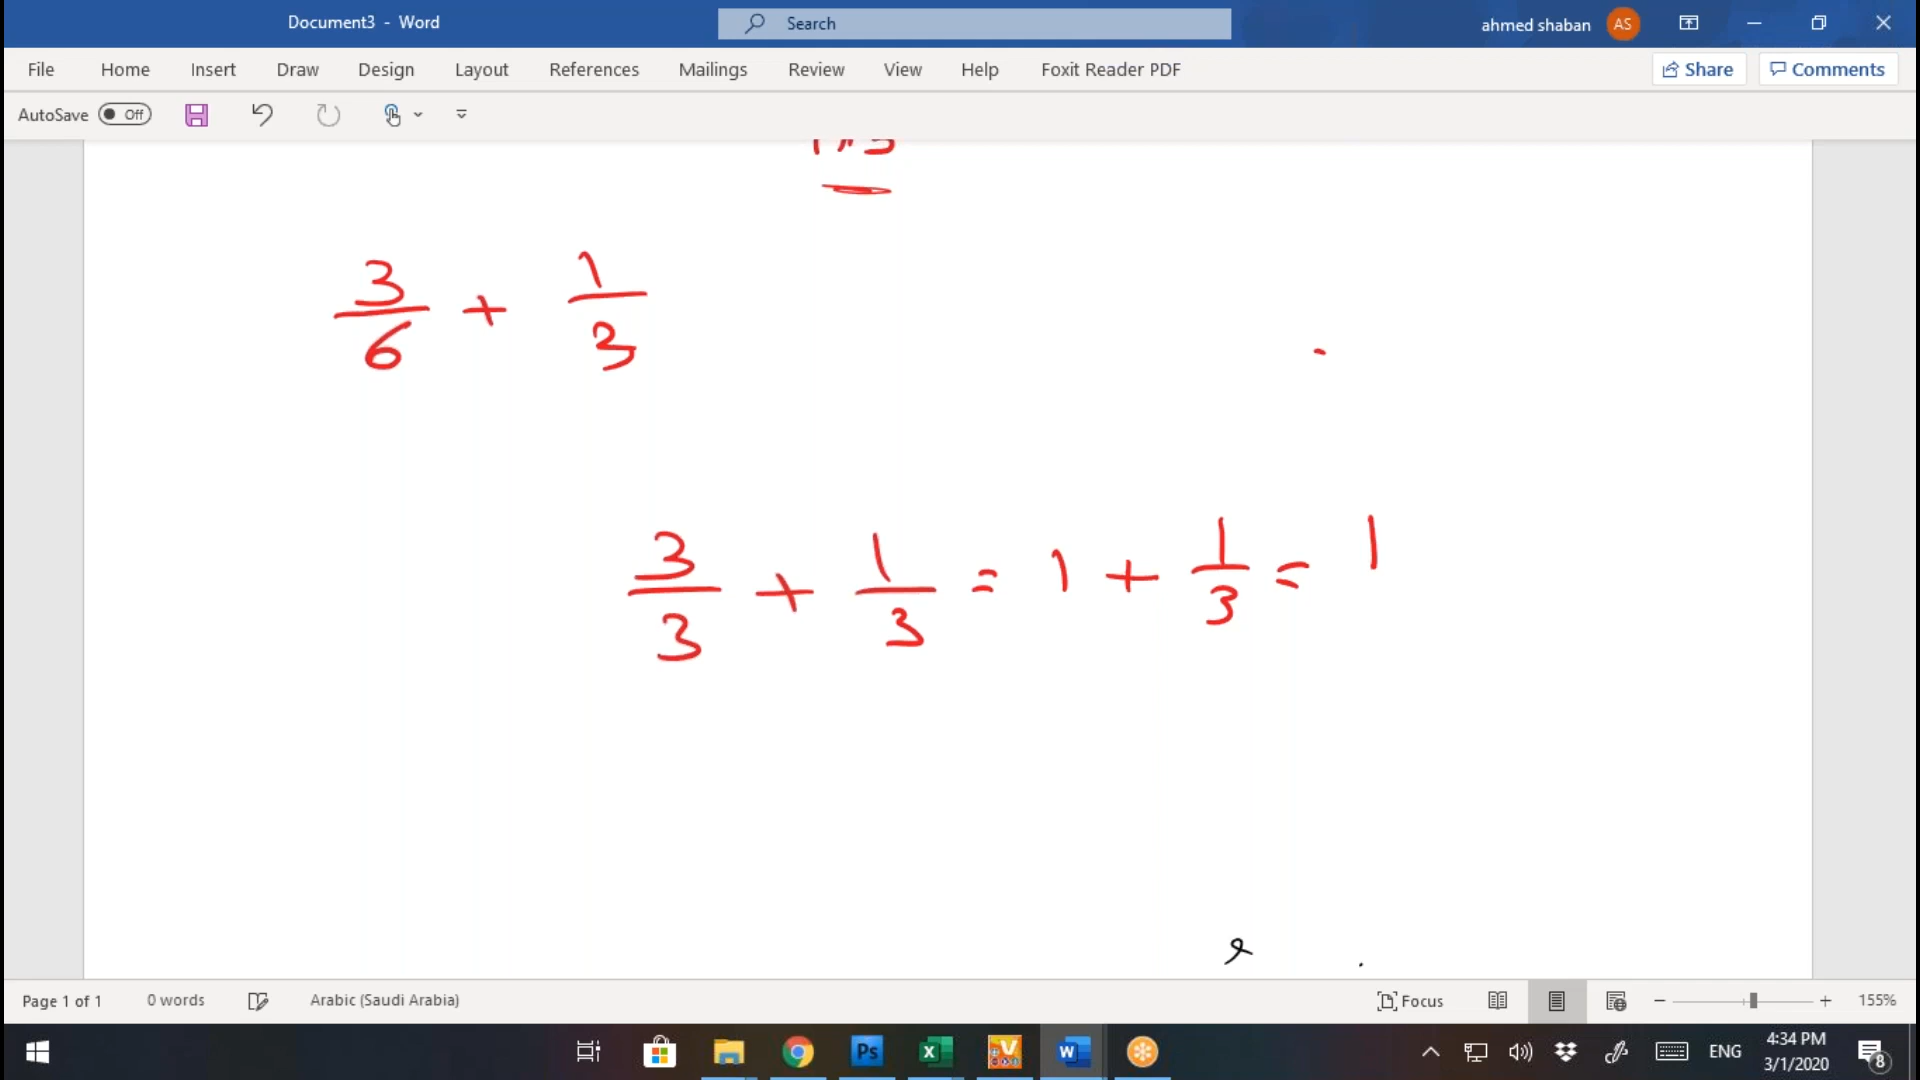 Document3 - Word
Search
ahmed shaban AS
File Home Insert Draw Design Layout References Mailings Review View Help Foxit Reader PDF
Share Comments
AutoSave Off
3/6 + 1/3
3/3 + 1/3 = 1 + 1/3 = 1
Page 1 of 1 0 words Arabic (Saudi Arabia) Focus − + 155%
Ps X V W ENG 4:34 PM 8
3/1/2020